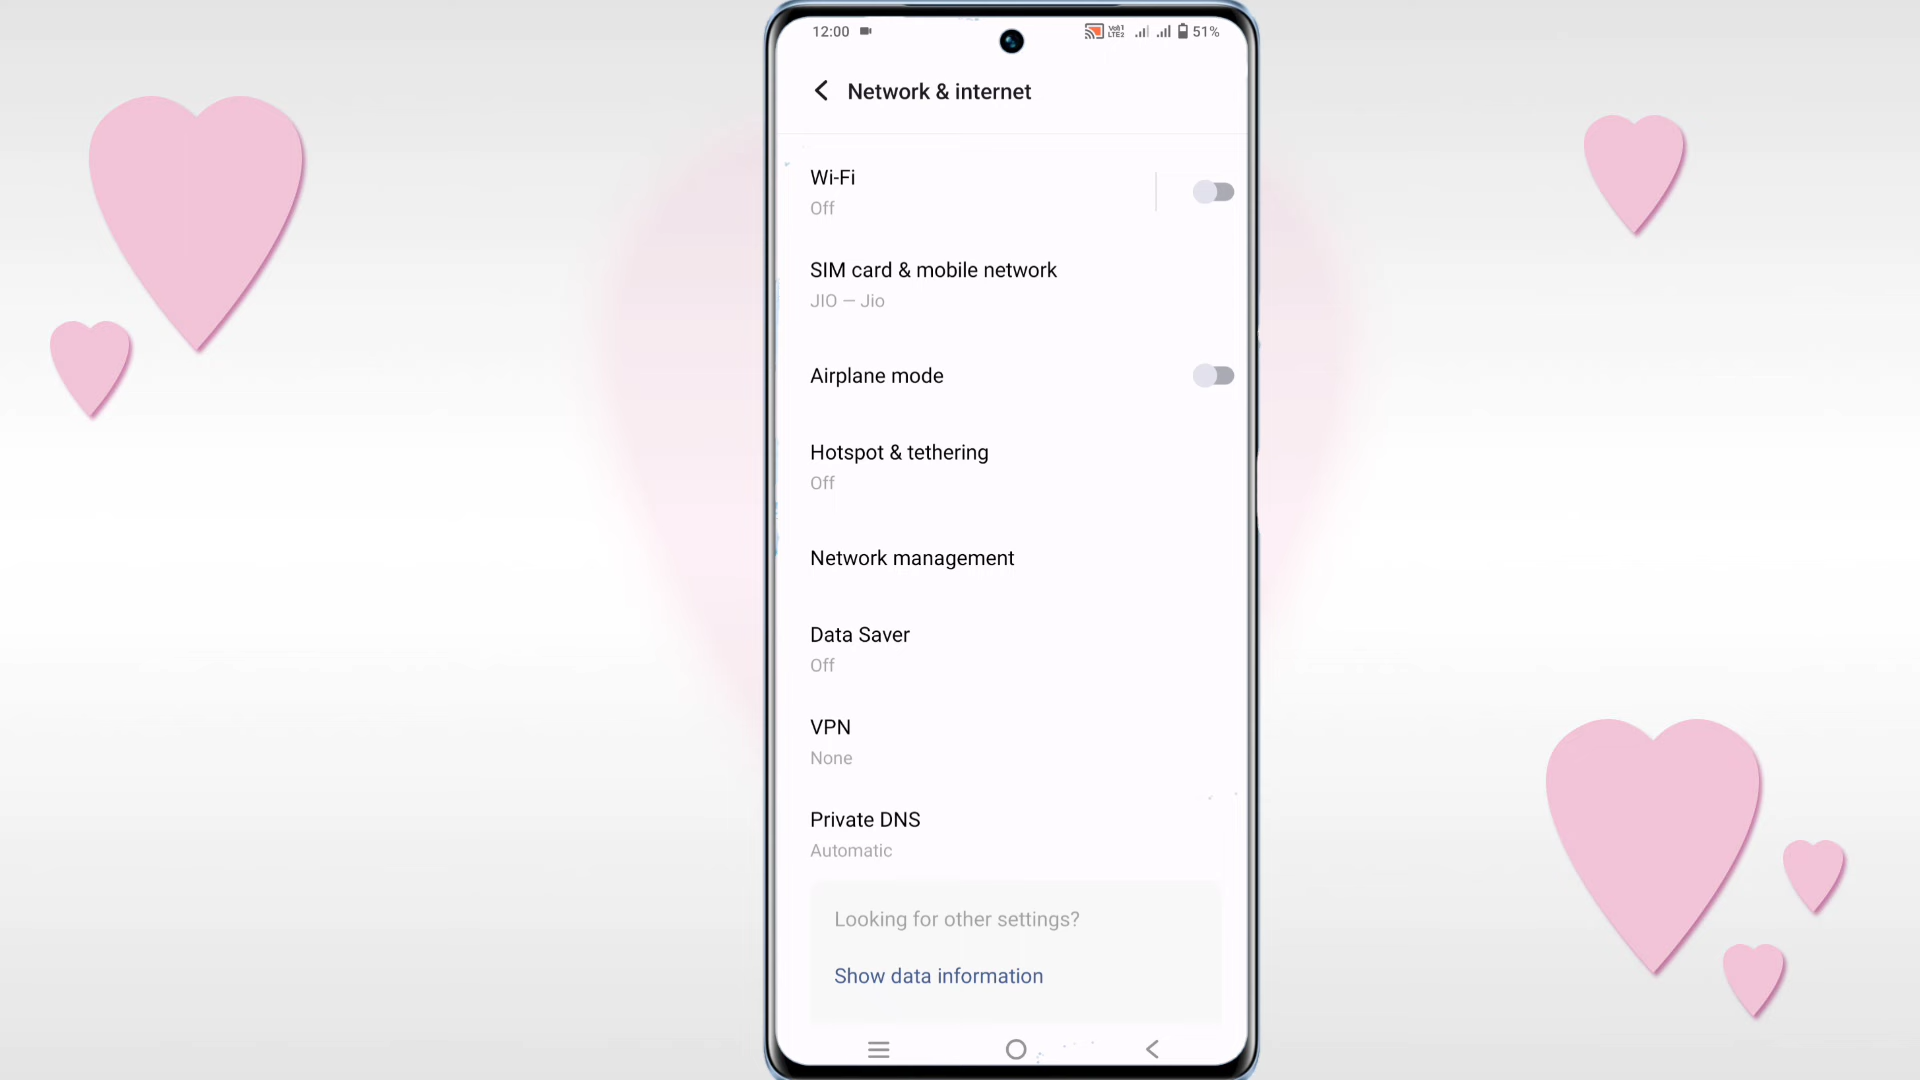 12:00
51%
Network & internet
Wi-Fi
Off
SIM card & mobile network
JIO — Jio
Airplane mode
Hotspot & tethering
Off
Network management
Data Saver
Off
VPN
None
Private DNS
Automatic
Looking for other settings?
Show data information